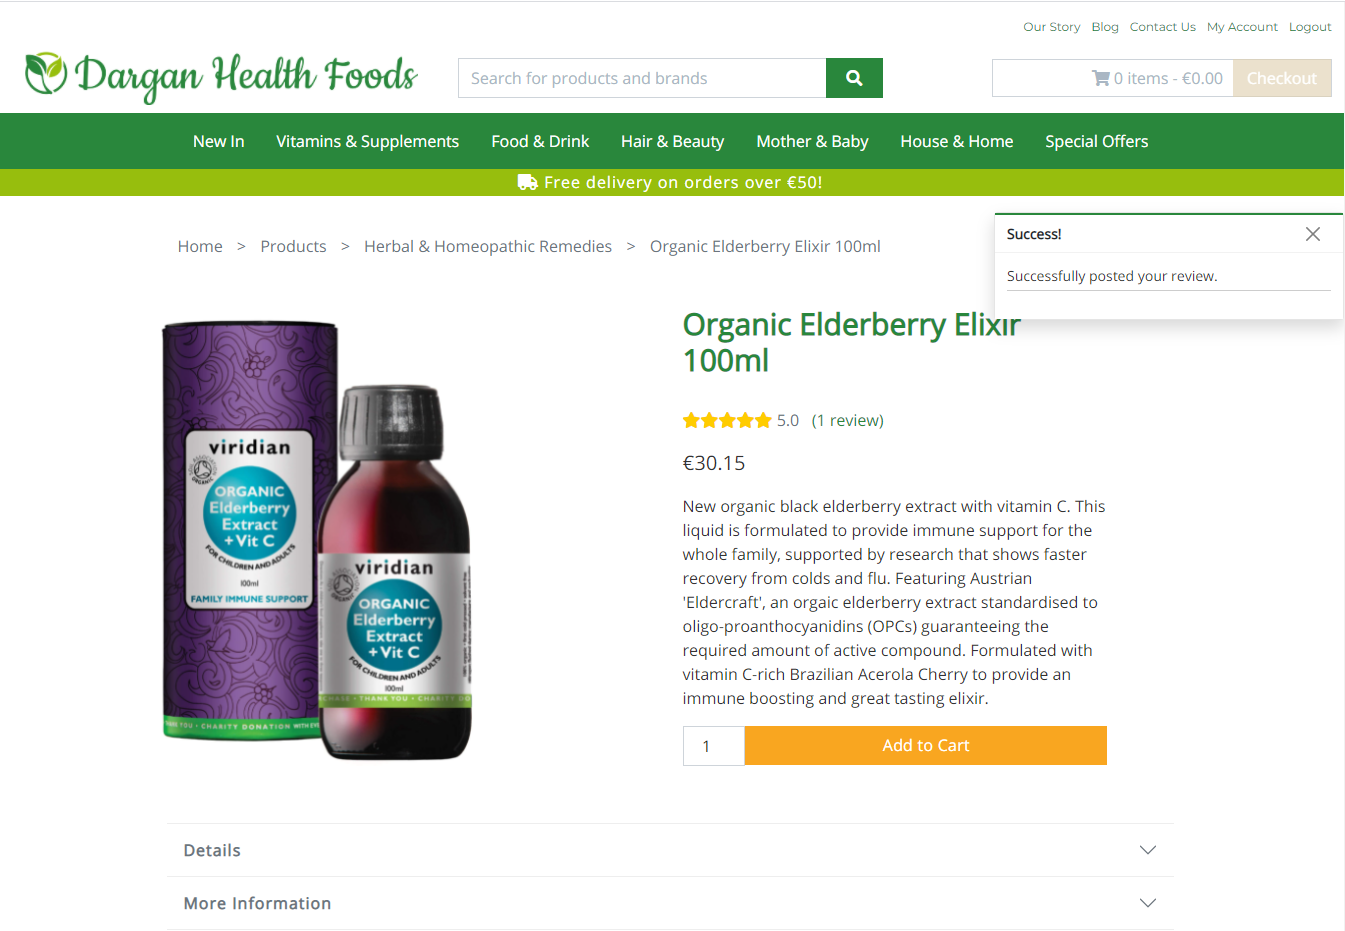 Our Story Blog Contact Us My Account Logout
Dargan Health Foods
Search for products and brands
0 items - €0.00 Checkout
New In Vitamins & Supplements Food & Drink Hair & Beauty Mother & Baby House & Home Special Offers
Free delivery on orders over €50!
Home > Products > Herbal & Homeopathic Remedies > Organic Elderberry Elixir 100ml
Success!
Successfully posted your review.
Organic Elderberry Elixir
100ml
5.0 (1 review)
€30.15
New organic black elderberry extract with vitamin C. This
liquid is formulated to provide immune support for the
whole family, supported by research that shows faster
recovery from colds and flu. Featuring Austrian
'Eldercraft', an orgaic elderberry extract standardised to
oligo-proanthocyanidins (OPCs) guaranteeing the
required amount of active compound. Formulated with
vitamin C-rich Brazilian Acerola Cherry to provide an
immune boosting and great tasting elixir.
1 Add to Cart
viridian
ORGANIC
Elderberry
Extract
+ Vit C
FOR CHILDREN AND ADULTS
100ml
FAMILY IMMUNE SUPPORT
YOU • CHARITY DONATION WITH
viridian
ORGANIC
Elderberry
Extract
+ Vit C
FOR CHILDREN AND ADULTS
100ml
THANK YOU • CHARITY
Details
More Information